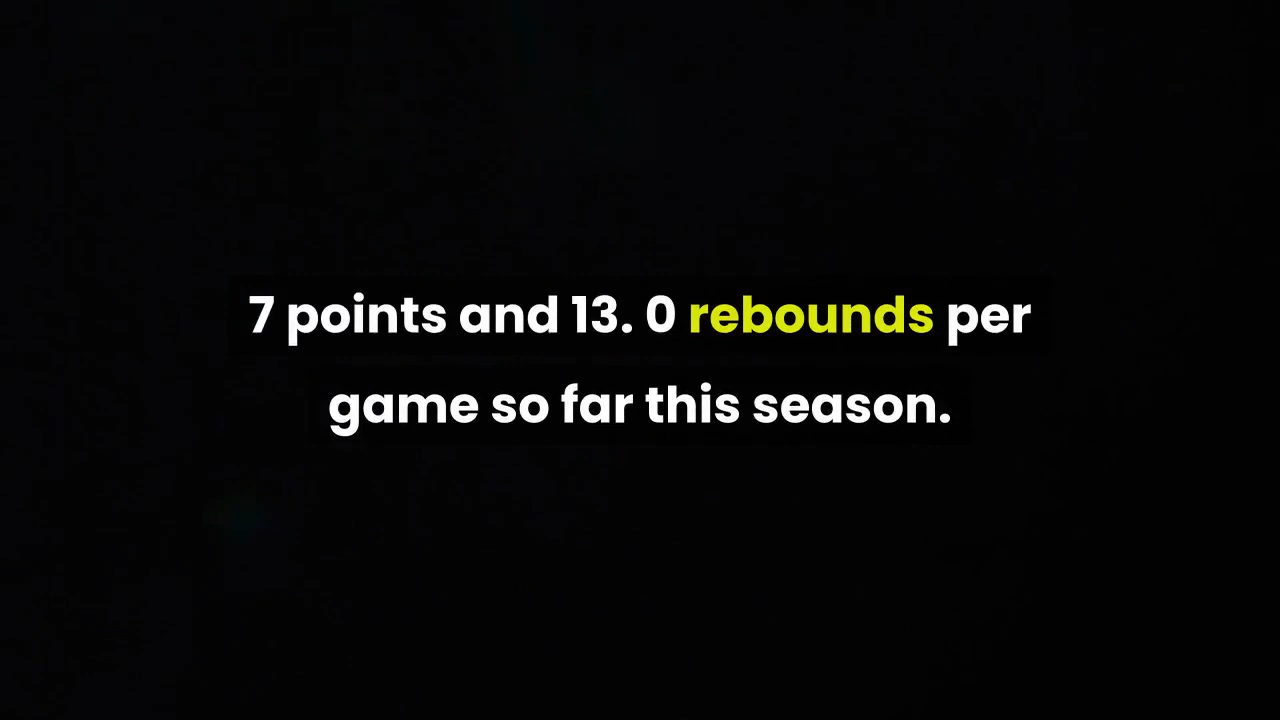 7 points and 13. 0 rebounds per
game so far this season.